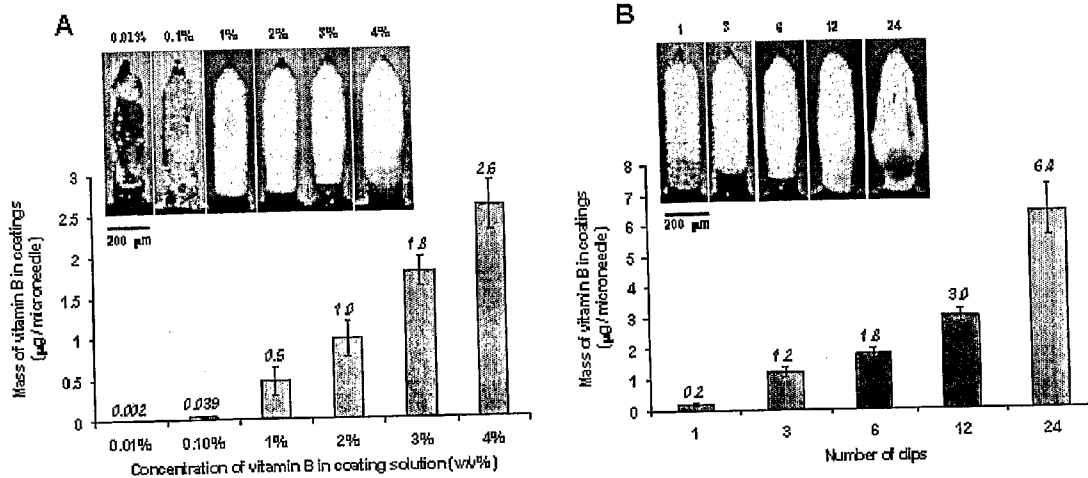 A
0.01% 0.1% 1% 2% 3% 4%
200 μm
Mass of vitamin B in coatings
(μg / microneedle)
3
2.5
2
1.5
1
0.5
0
0.002 0.039 0.5 1.0 1.8 2.6
0.01% 0.10% 1% 2% 3% 4%
Concentration of vitamin B in coating solution (w/v%)
B
1 3 6 12 24
200 μm
Mass of vitamin B in coatings
(μg / microneedle)
8
7
6
5
4
3
2
1
0
0.2 1.2 1.8 3.0 6.4
1 3 6 12 24
Number of dips